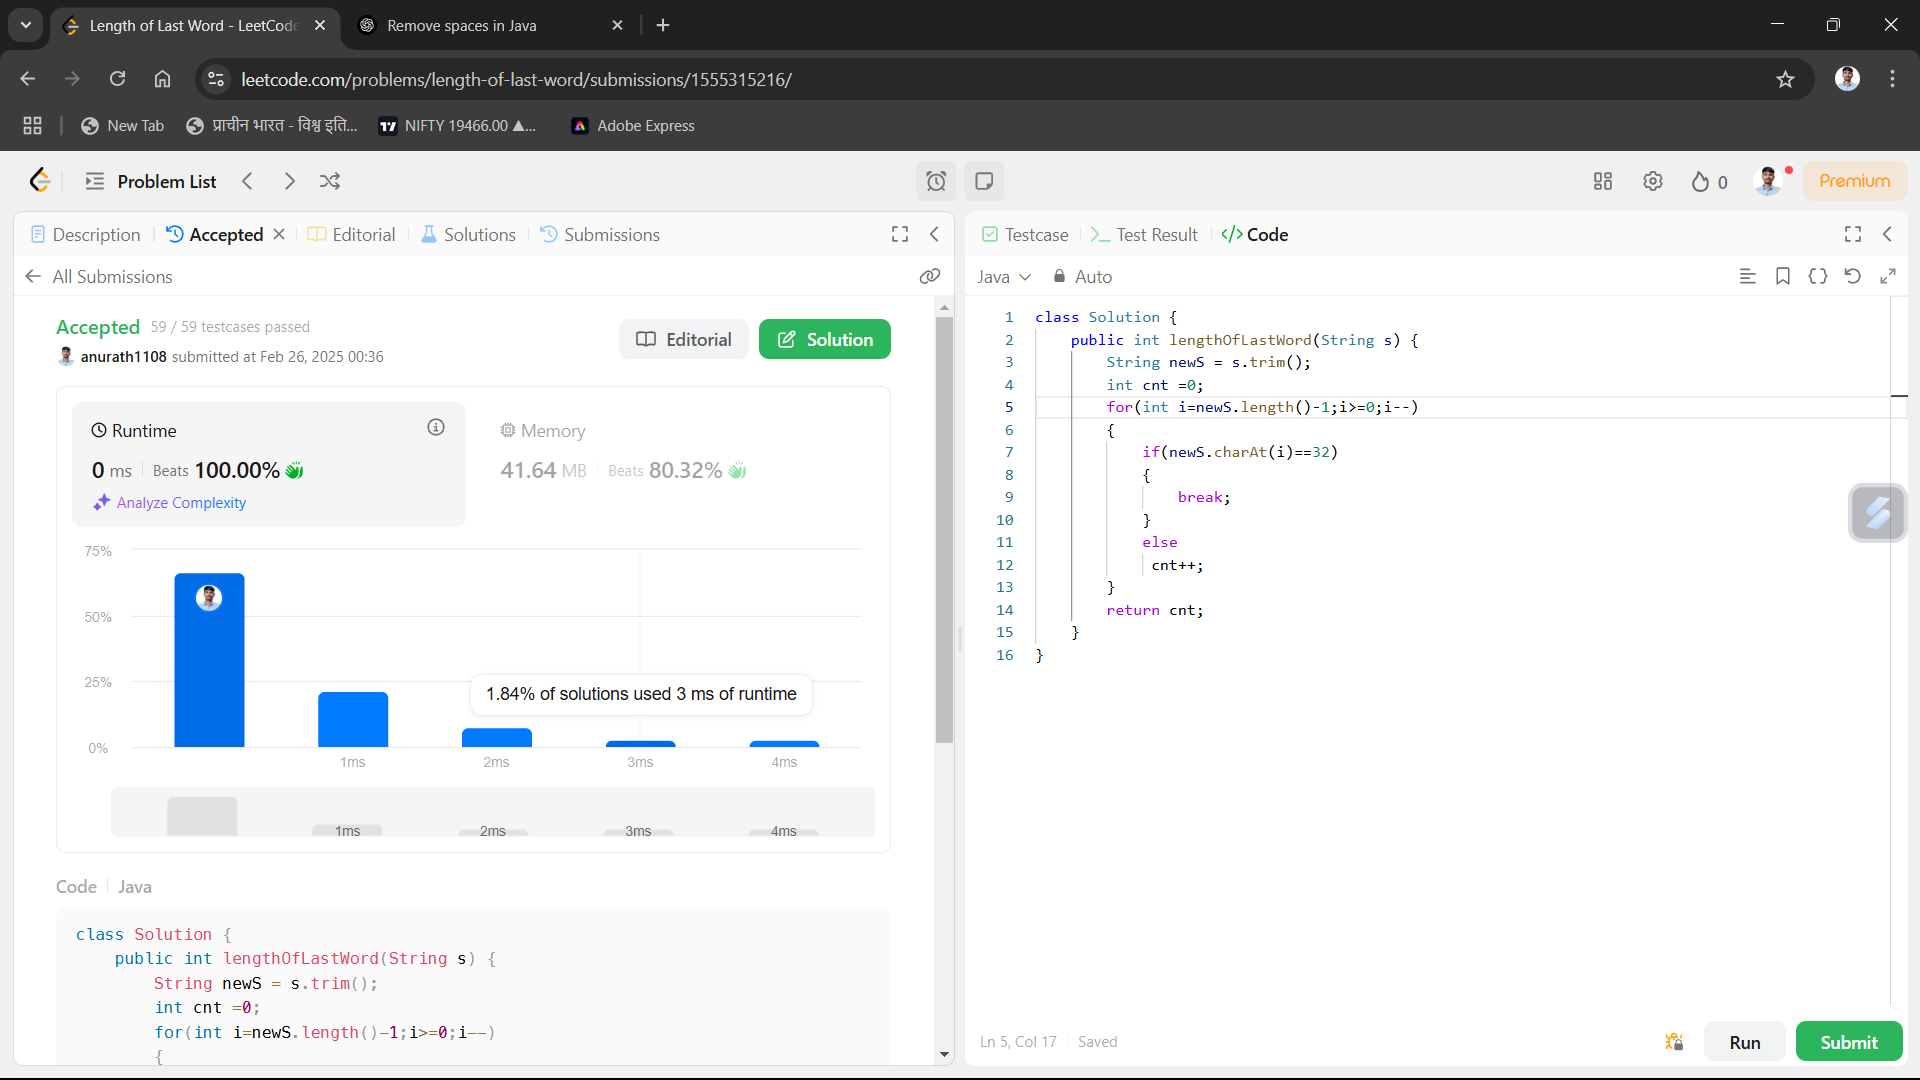 Length of Last Word - LeetCode
Remove spaces in Java
leetcode.com/problems/length-of-last-word/submissions/1555315216/
New Tab
प्राचीन भारत - विश्व इति...
NIFTY 19466.00 ▲...
Adobe Express
Problem List
0
Premium
Description
Accepted
Editorial
Solutions
Submissions
All Submissions
Accepted 59 / 59 testcases passed
anurath1108 submitted at Feb 26, 2025 00:36
Editorial
Solution
Runtime
0 ms Beats 100.00%
Analyze Complexity
Memory
41.64 MB Beats 80.32%
75%
50%
25%
0%
1.84% of solutions used 3 ms of runtime
1ms 2ms 3ms 4ms
1ms 2ms 3ms 4ms
Code Java
class Solution {
public int lengthOfLastWord(String s) {
String newS = s.trim();
int cnt =0;
for(int i=newS.length()-1;i>=0;i--)
{
Testcase
Test Result
Code
Java
Auto
1 class Solution {
2 public int lengthOfLastWord(String s) {
3 String newS = s.trim();
4 int cnt =0;
5 for(int i=newS.length()-1;i>=0;i--)
6 {
7 if(newS.charAt(i)==32)
8 {
9 break;
10 }
11 else
12 cnt++;
13 }
14 return cnt;
15 }
16 }
Ln 5, Col 17 Saved
Run
Submit